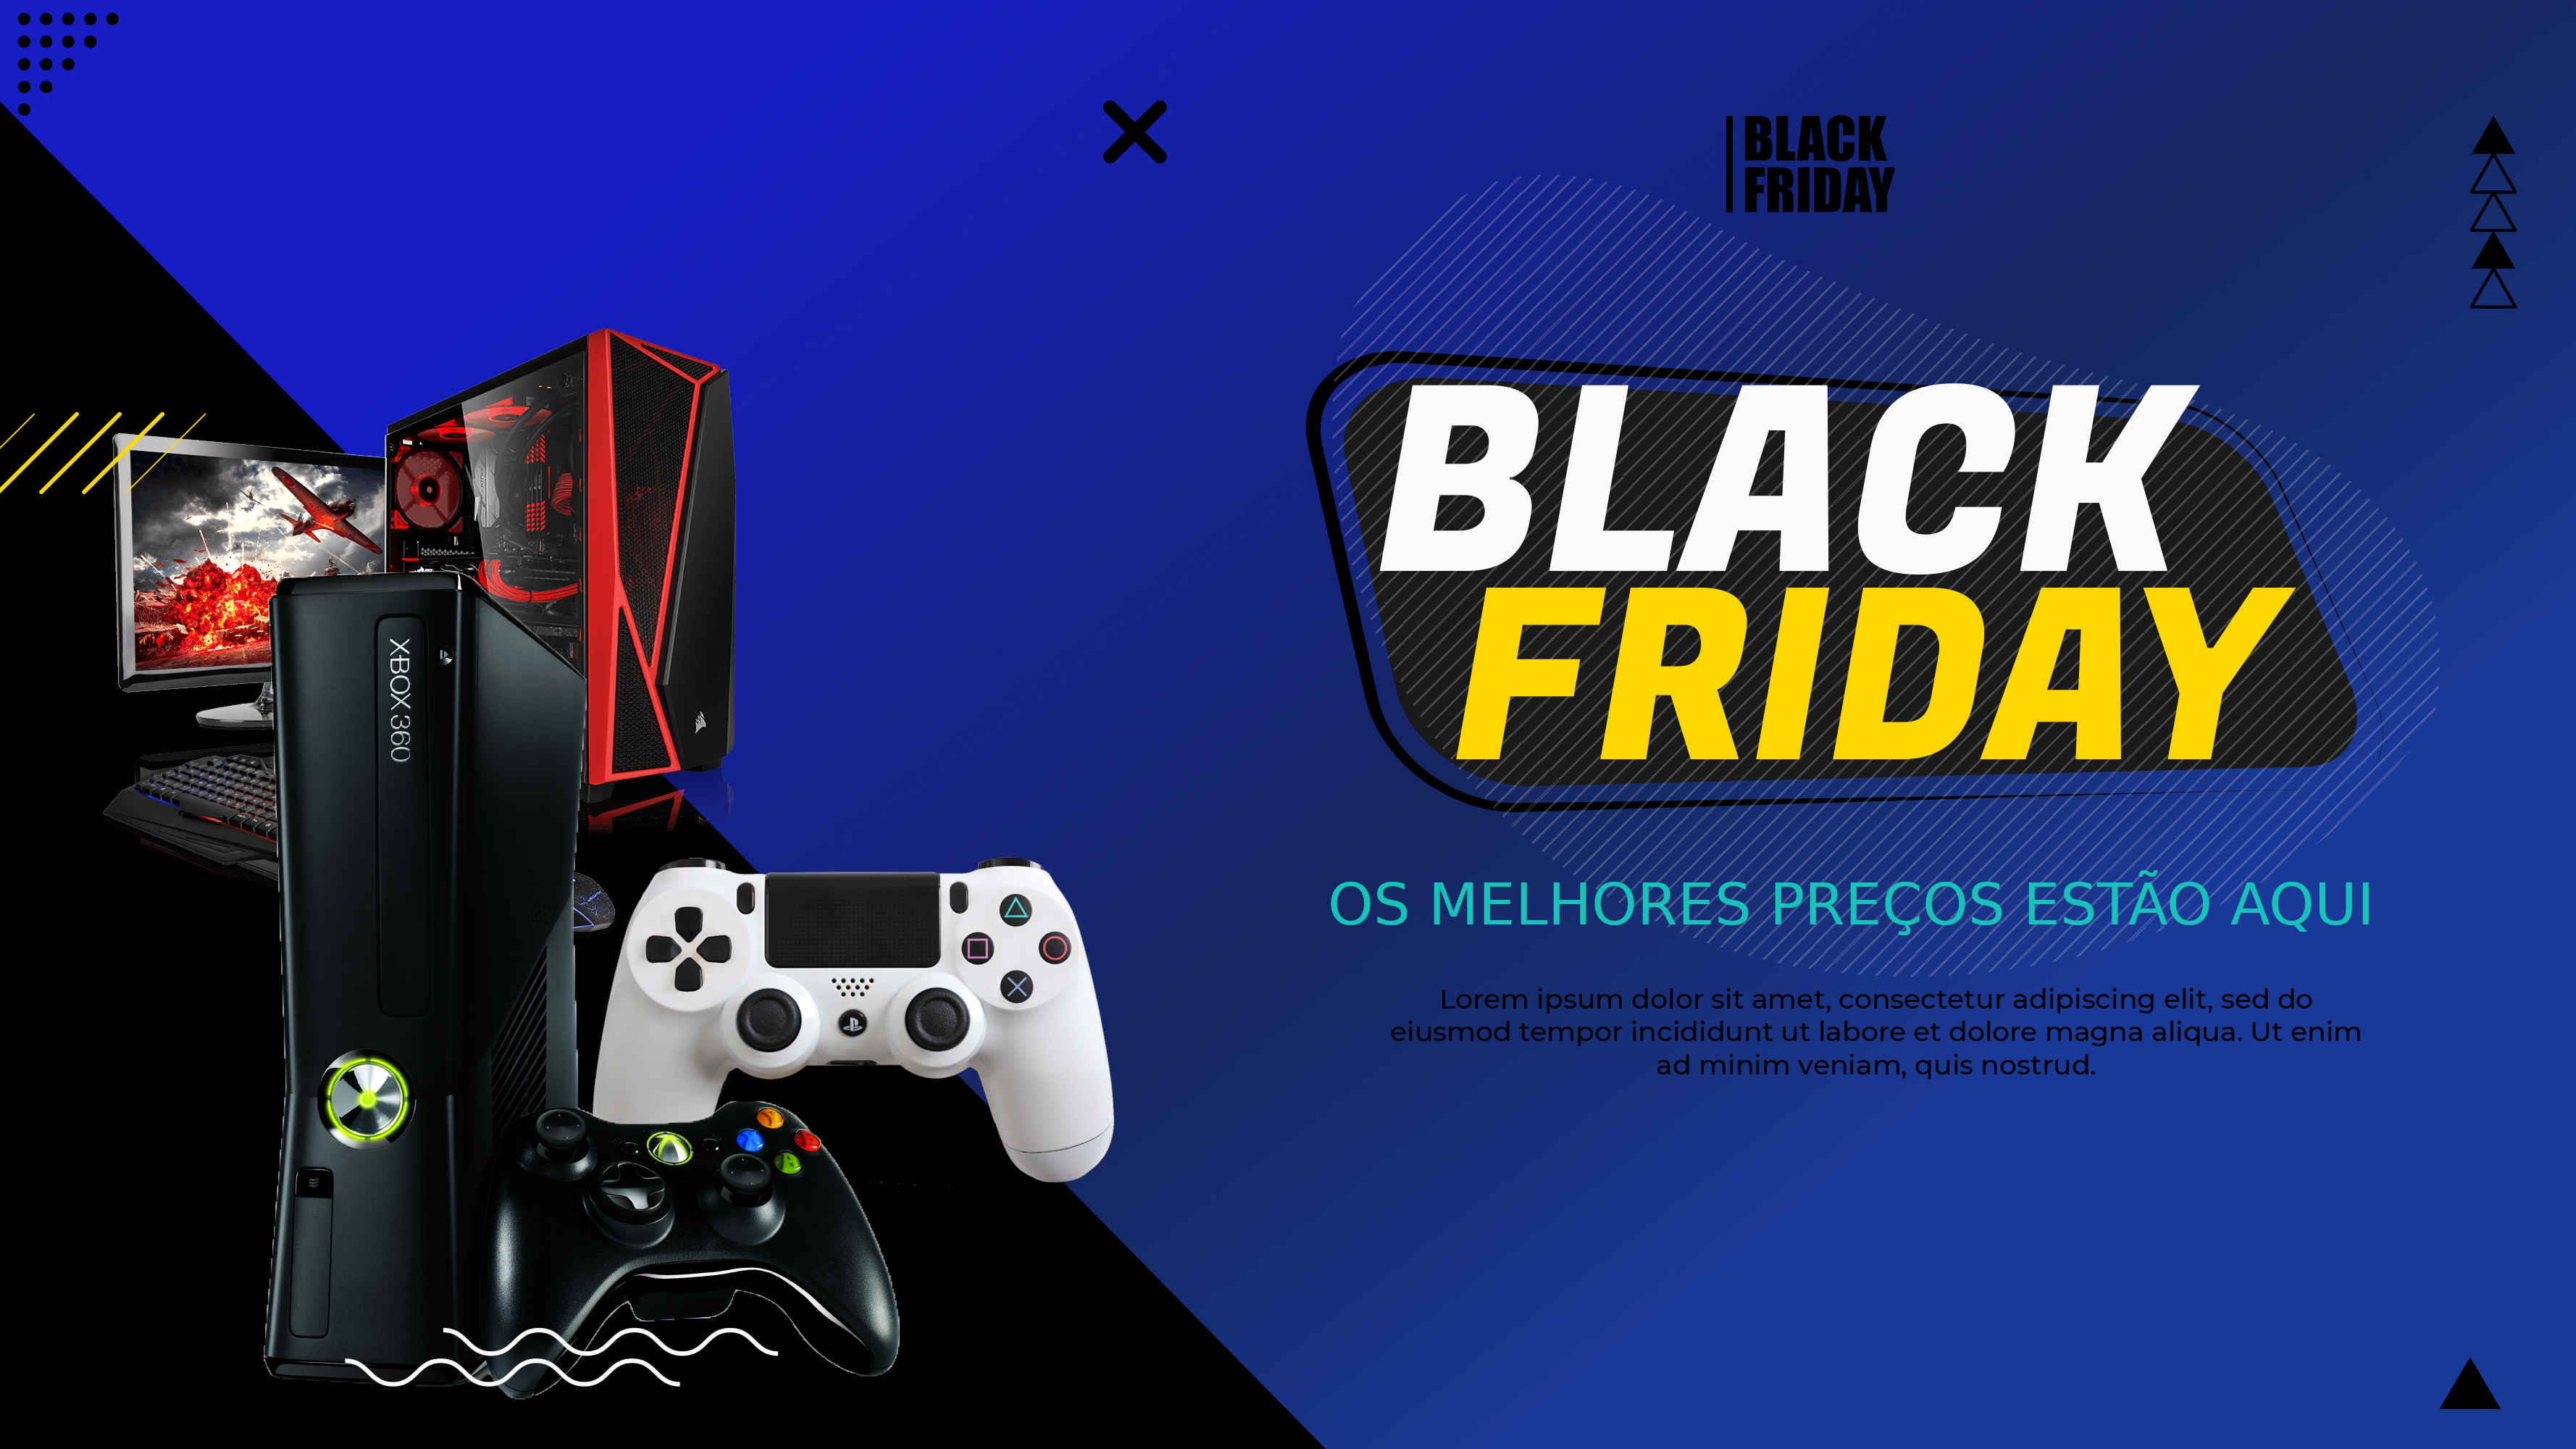 BLACK
FRIDAY
BLACK
FRIDAY
XBOX 360
OS MELHORES PREÇOS ESTÃO AQUI
Lorem ipsum dolor sit amet, consectetur adipiscing elit, sed do
eiusmod tempor incididunt ut labore et dolore magna aliqua. Ut enim
ad minim veniam, quis nostrud.